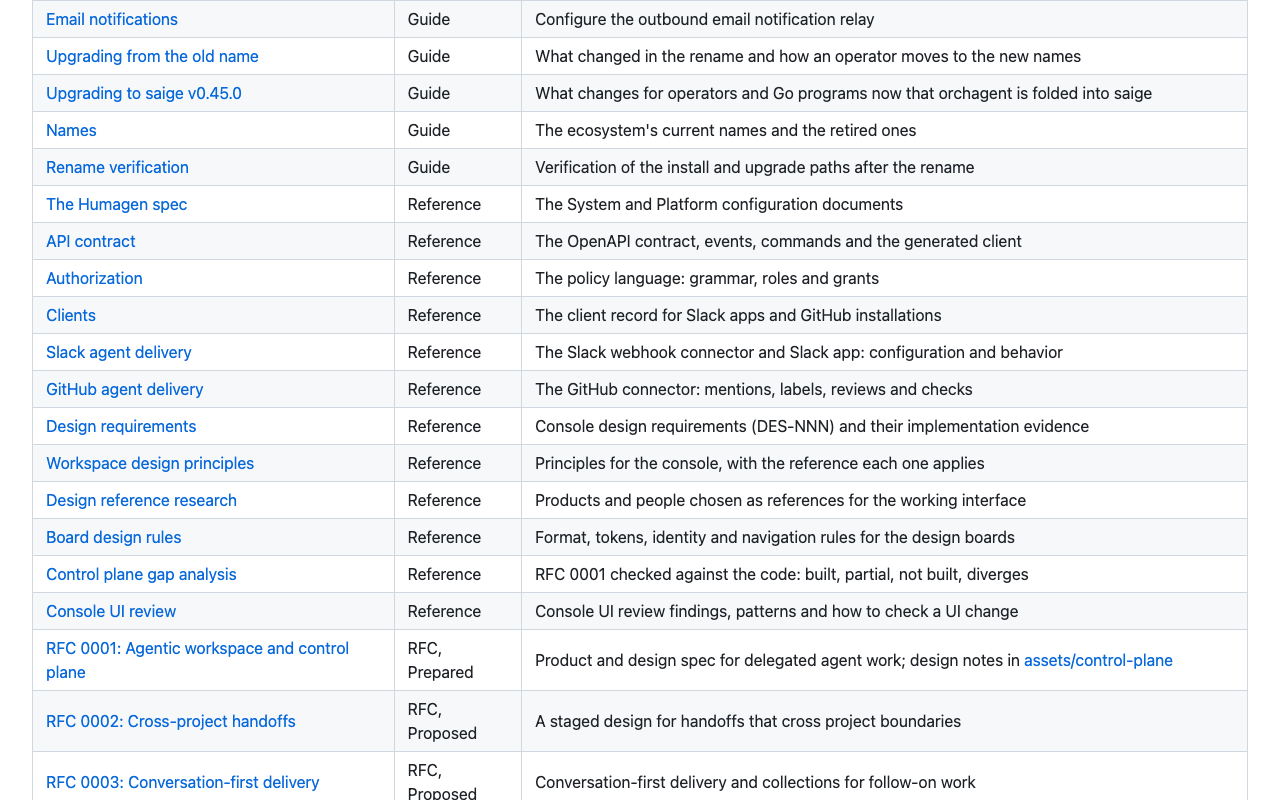 Email notifications Guide Configure the outbound email notification relay
Upgrading from the old name Guide What changed in the rename and how an operator moves to the new names
Upgrading to saige v0.45.0 Guide What changes for operators and Go programs now that orchagent is folded into saige
Names Guide The ecosystem's current names and the retired ones
Rename verification Guide Verification of the install and upgrade paths after the rename
The Humagen spec Reference The System and Platform configuration documents
API contract Reference The OpenAPI contract, events, commands and the generated client
Authorization Reference The policy language: grammar, roles and grants
Clients Reference The client record for Slack apps and GitHub installations
Slack agent delivery Reference The Slack webhook connector and Slack app: configuration and behavior
GitHub agent delivery Reference The GitHub connector: mentions, labels, reviews and checks
Design requirements Reference Console design requirements (DES-NNN) and their implementation evidence
Workspace design principles Reference Principles for the console, with the reference each one applies
Design reference research Reference Products and people chosen as references for the working interface
Board design rules Reference Format, tokens, identity and navigation rules for the design boards
Control plane gap analysis Reference RFC 0001 checked against the code: built, partial, not built, diverges
Console UI review Reference Console UI review findings, patterns and how to check a UI change
RFC 0001: Agentic workspace and control
plane
RFC,
Prepared
Product and design spec for delegated agent work; design notes in assets/control-plane
RFC 0002: Cross-project handoffs
RFC,
Proposed
A staged design for handoffs that cross project boundaries
RFC 0003: Conversation-first delivery
RFC,
Proposed
Conversation-first delivery and collections for follow-on work